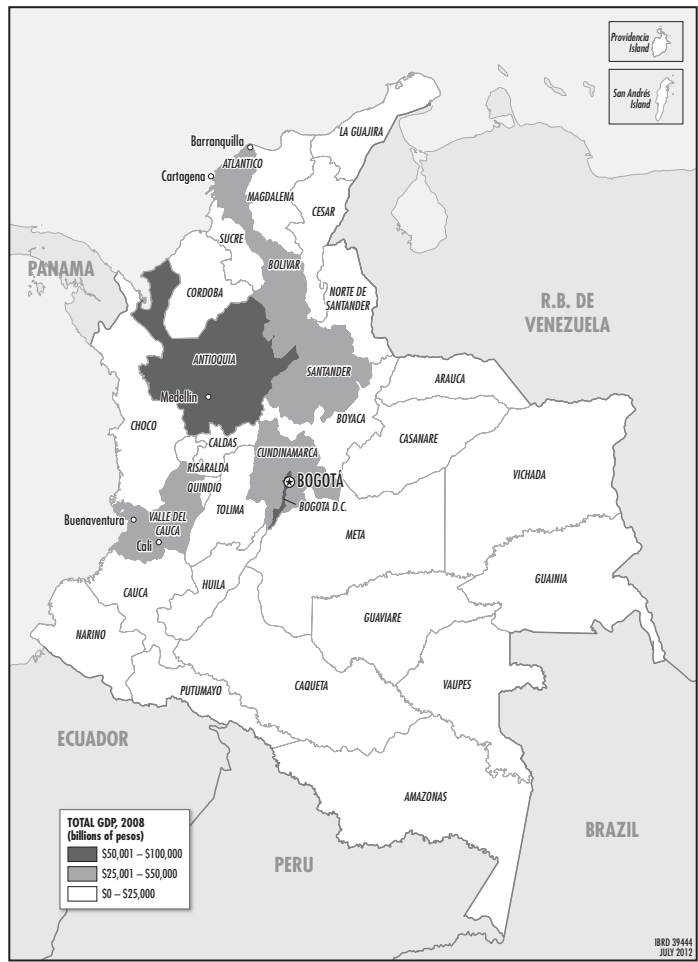 Providencia
Island
San Andrés
Island
LA GUAJIRA
Barranquilla
ATLANTICO
Cartagena
MAGDALENA
CESAR
SUCRE
BOLIVAR
PANAMA
CORDOBA
NORTE DE
SANTANDER
R.B. DE
VENEZUELA
ANTIOQUIA
SANTANDER
ARAUCA
Medellín
BOYACA
CHOCO
CALDAS
CUNDINAMARCA
CASANARE
RISARALDA
BOGOTÁ
VICHADA
QUINDIO
BOGOTA D.C.
TOLIMA
Buenaventura
VALLE DEL
CAUCA
META
Cali
GUAINIA
HUILA
CAUCA
GUAVIARE
NARINO
CAQUETA
VAUPES
PUTUMAYO
ECUADOR
AMAZONAS
BRAZIL
PERU
TOTAL GDP, 2008
(billions of pesos)
$50,001 – $100,000
$25,001 – $50,000
$0 – $25,000
IBRD 39444
JULY 2012